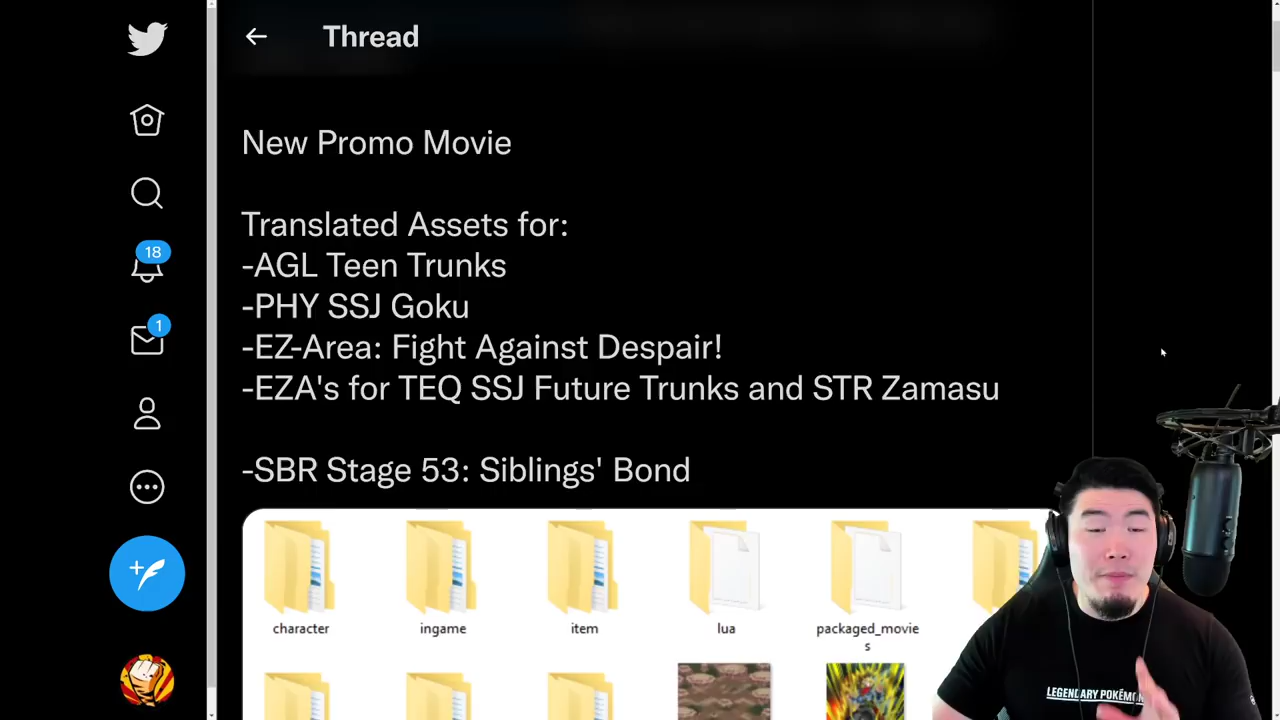 Thread
New Promo Movie
Translated Assets for:
-AGL Teen Trunks
-PHY SSJ Goku
-EZ-Area: Fight Against Despair!
-EZA's for TEQ SSJ Future Trunks and STR Zamasu
-SBR Stage 53: Siblings' Bond
18
1
character
ingame
item
lua
packaged_movie
s
LEGENDARY POKÉMON